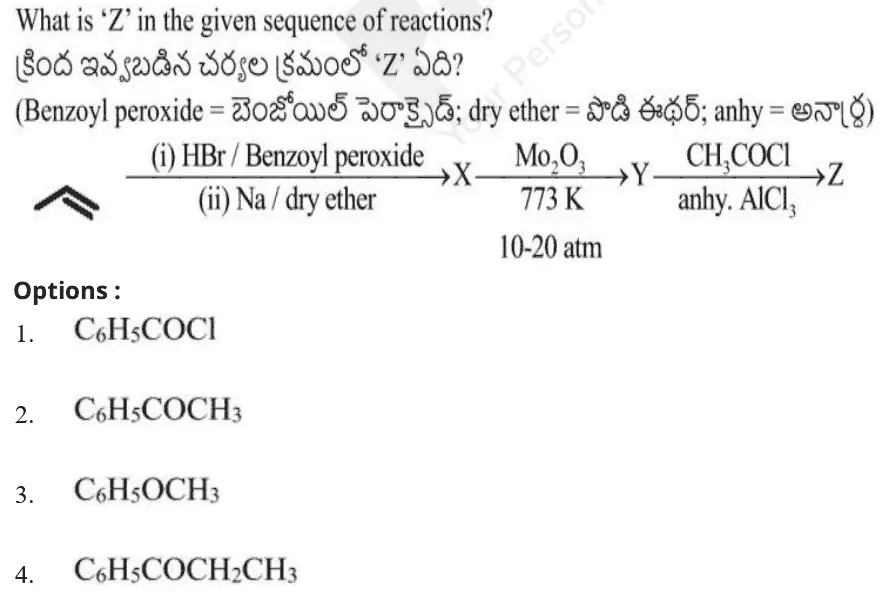 What is ‘Z’ in the given sequence of reactions?
క్రింద ఇవ్వబడిన చర్యల క్రమంలో ‘Z’ ఏది?
(Benzoyl peroxide = బెంజోయిల్ పెరాక్సైడ్; dry ether = పొడి ఈథర్; anhy = అనార్ద్ర)
(i) HBr / Benzoyl peroxide
(ii) Na / dry ether
X
Mo₂O₃
773 K
10-20 atm
Y
CH₃COCl
anhy. AlCl₃
Z
Options :
1. C₆H₅COCl
2. C₆H₅COCH₃
3. C₆H₅OCH₃
4. C₆H₅COCH₂CH₃